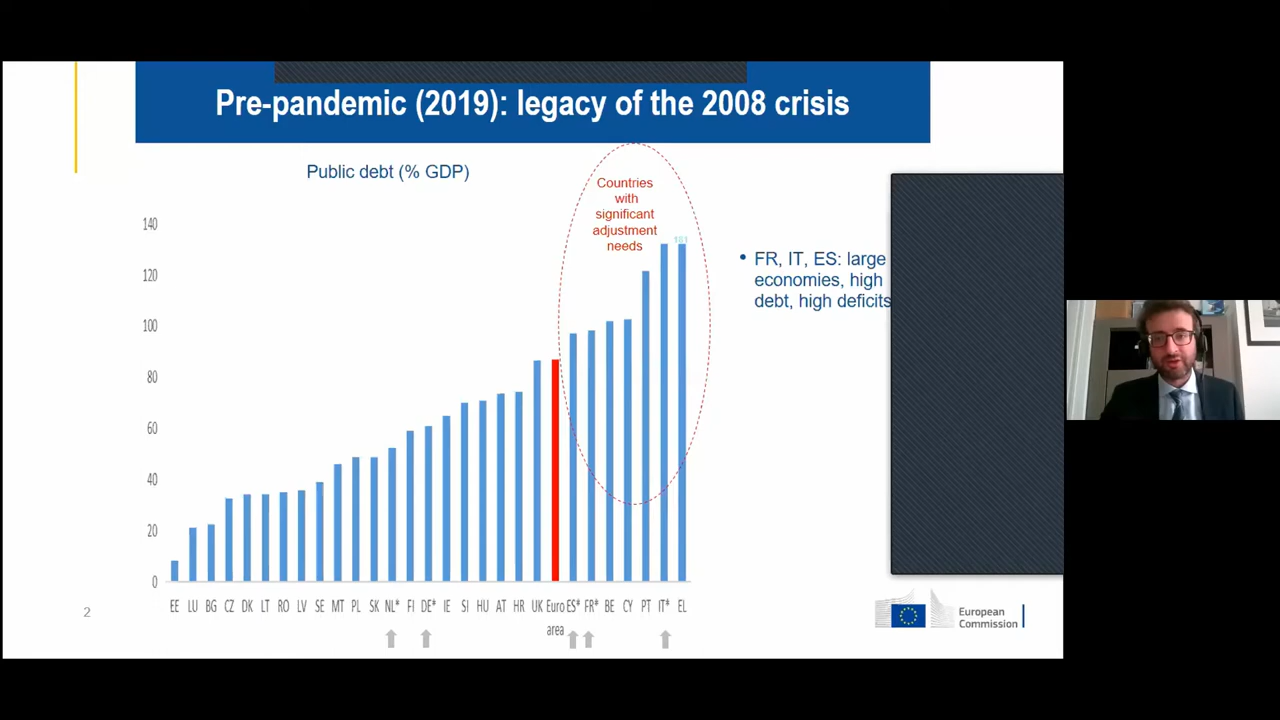 Pre-pandemic (2019): legacy of the 2008 crisis
Public debt (% GDP)
Countries
with
significant
adjustment
needs
181
140
120
100
80
60
40
20
0
EE LU BG CZ DK LT RO LV SE MT PL SK NL* FI DE* IE SI HU AT HR UK Euro ES* FR* BE CY PT IT* EL
area
• FR, IT, ES: large
economies, high
debt, high deficits
2
European
Commission